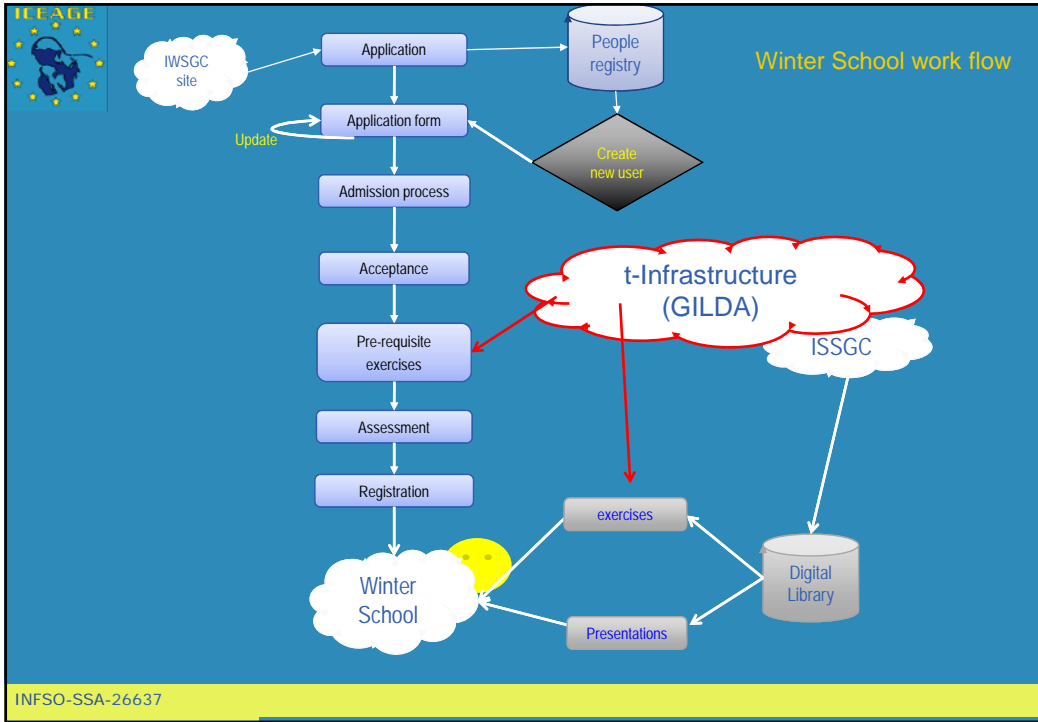 ICEAGE
Winter School work flow
IWSGC
site
Application
People
registry
Application form
Update
Create
new user
Admission process
Acceptance
t-Infrastructure
(GILDA)
ISSGC
Pre-requisite
exercises
Assessment
Registration
exercises
Digital
Library
Winter
School
Presentations
INFSO-SSA-26637